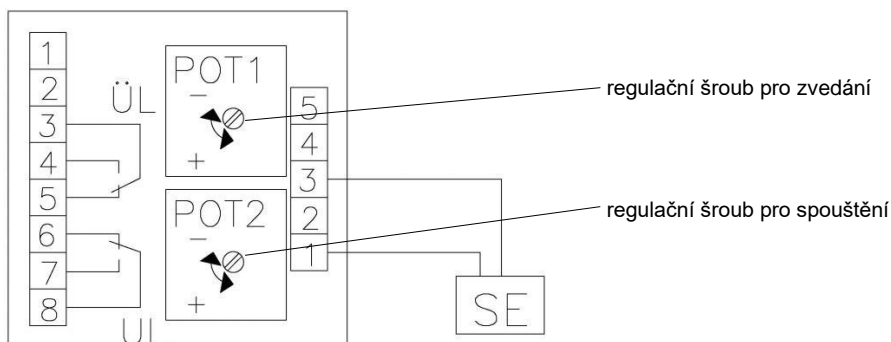 1
2
3
4
5
6
7
8
ÜL
UL
POT1
-
+
POT2
-
+
5
4
3
2
1
SE
regulační šroub pro zvedání
regulační šroub pro spouštění